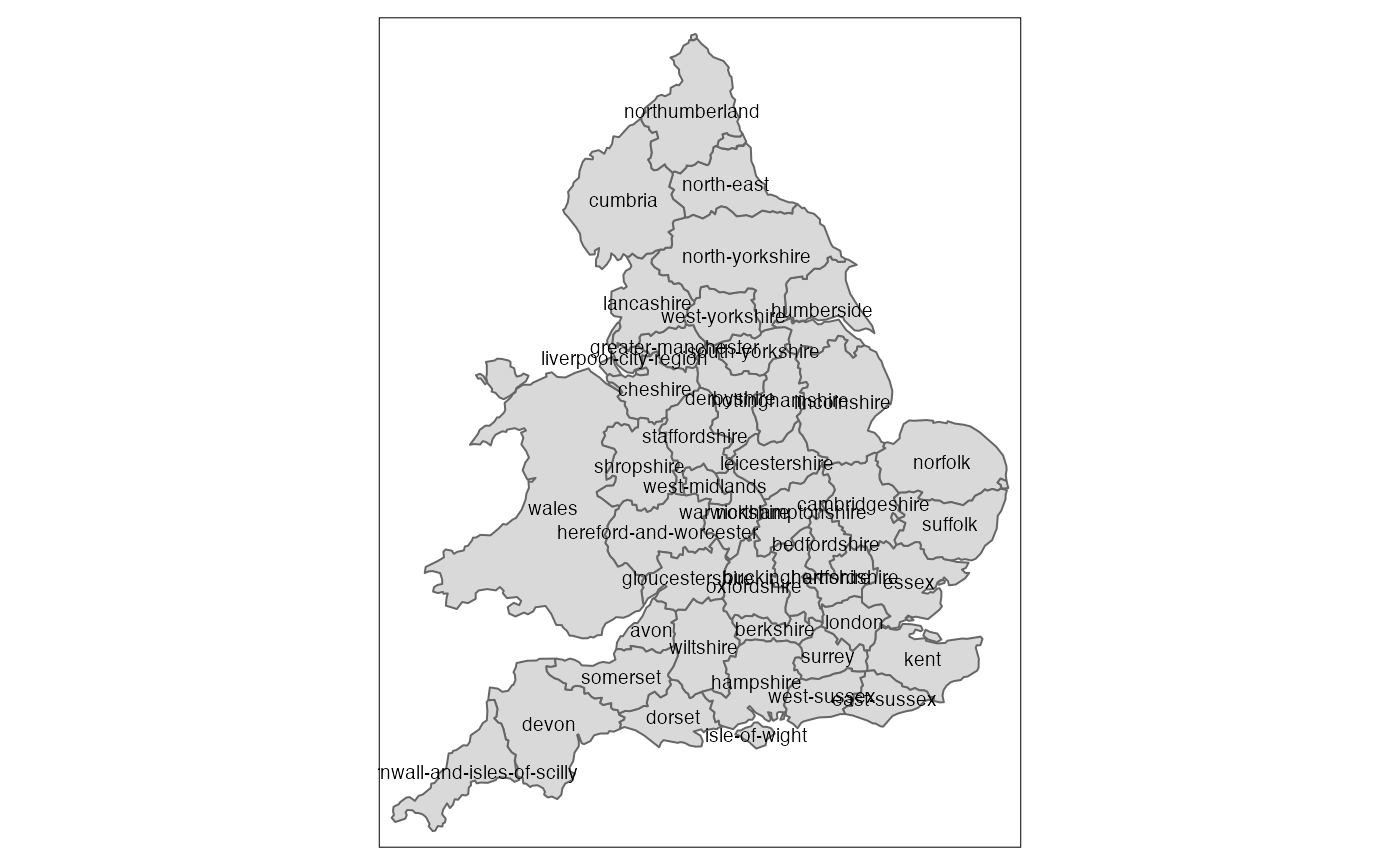 northumberland
north-east
cumbria
north-yorkshire
lancashire
humberside
west-yorkshire
greater-manchester
south-yorkshire
liverpool-city-region
cheshire
derbyshire
nottinghamshire
lincolnshire
staffordshire
norfolk
leicestershire
shropshire
west-midlands
cambridgeshire
wales
warwickshire
northamptonshire
suffolk
hereford-and-worcester
bedfordshire
gloucestershire
buckinghamshire
hertfordshire
essex
oxfordshire
london
avon
berkshire
wiltshire
surrey
kent
somerset
hampshire
west-sussex
east-sussex
dorset
devon
isle-of-wight
rnwall-and-isles-of-scilly